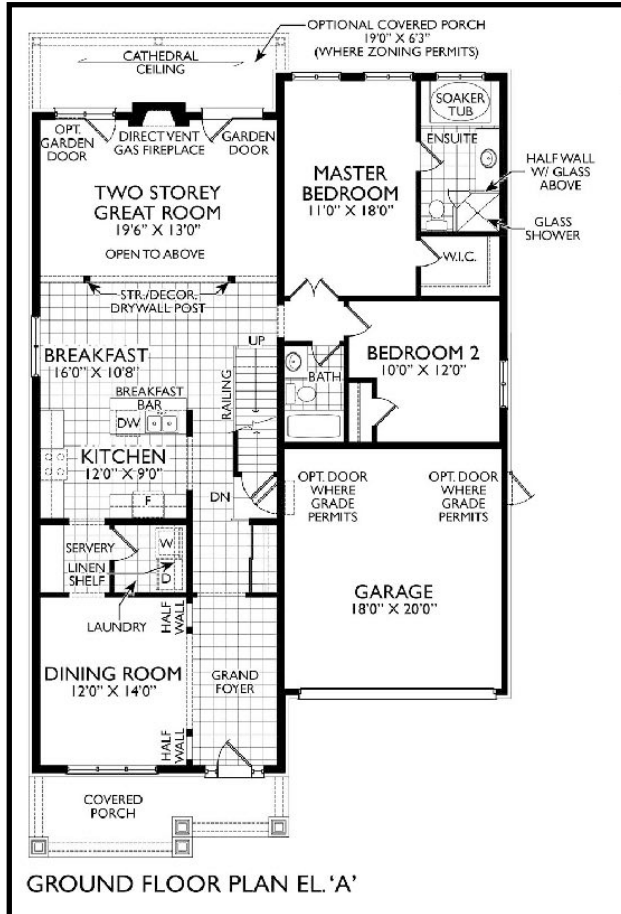 OPTIONAL COVERED PORCH
19'0" X 6'3"
(WHERE ZONING PERMITS)
CATHEDRAL
CEILING
OPT.
GARDEN
DOOR
DIRECT VENT
GAS FIREPLACE
GARDEN
DOOR
SOAKER
TUB
ENSUITE
HALF WALL
W/ GLASS
ABOVE
MASTER
BEDROOM
11'0" X 18'0"
TWO STOREY
GREAT ROOM
19'6" X 13'0"
OPEN TO ABOVE
GLASS
SHOWER
W.I.C.
STR./DECOR.
DRYWALL POST
UP
BREAKFAST
16'0" X 10'8"
BEDROOM 2
10'0" X 12'0"
BATH
RAILING
BREAKFAST
BAR
DW
KITCHEN
12'0" X 9'0"
F
DN
OPT. DOOR
WHERE
GRADE
PERMITS
OPT. DOOR
WHERE
GRADE
PERMITS
SERVERY
LINEN
SHELF
W
D
LAUNDRY
GARAGE
18'0" X 20'0"
HALF
WALL
DINING ROOM
12'0" X 14'0"
GRAND
FOYER
HALF
WALL
COVERED
PORCH
GROUND FLOOR PLAN EL. 'A'